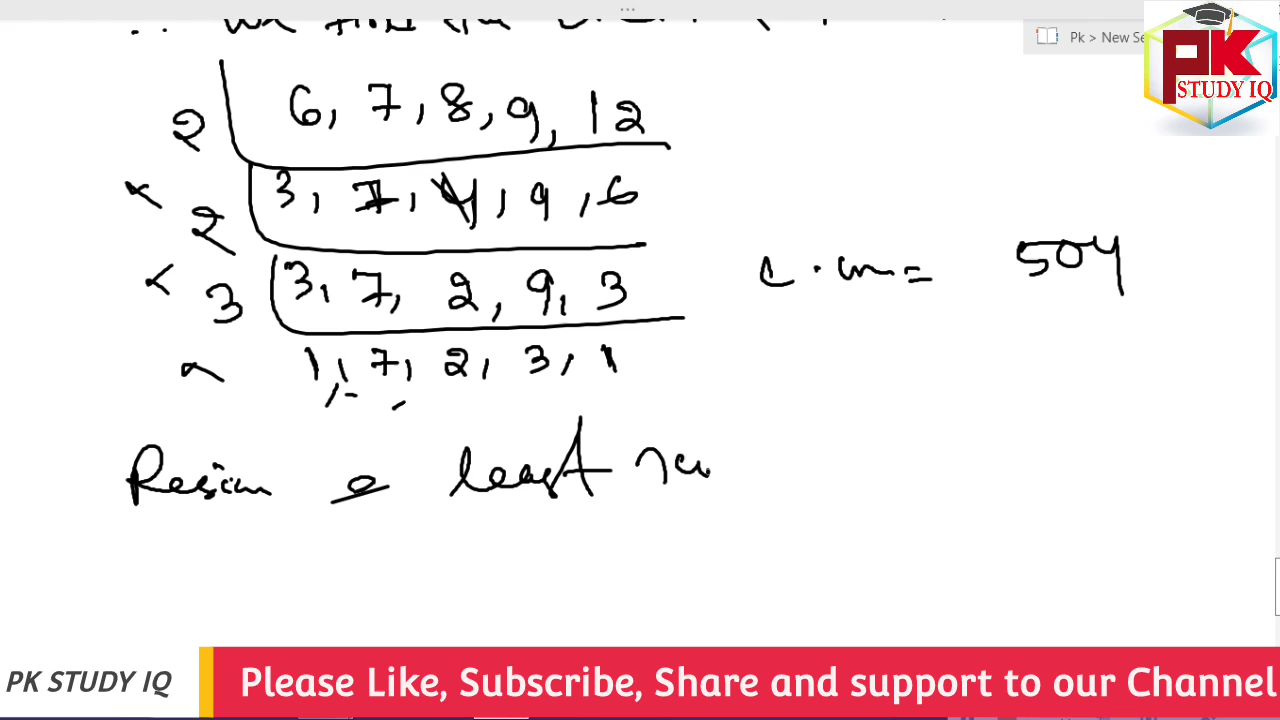 Pk > New Se
PK
STUDY IQ
2 6, 7, 8, 9, 12
× 2 3, 7, 4, 9, 6
× 3 3, 7, 2, 9, 3 c.m = 504
× 1, 7, 2, 3, 1
least
PK STUDY IQ
Please Like, Subscribe, Share and support to our Channel